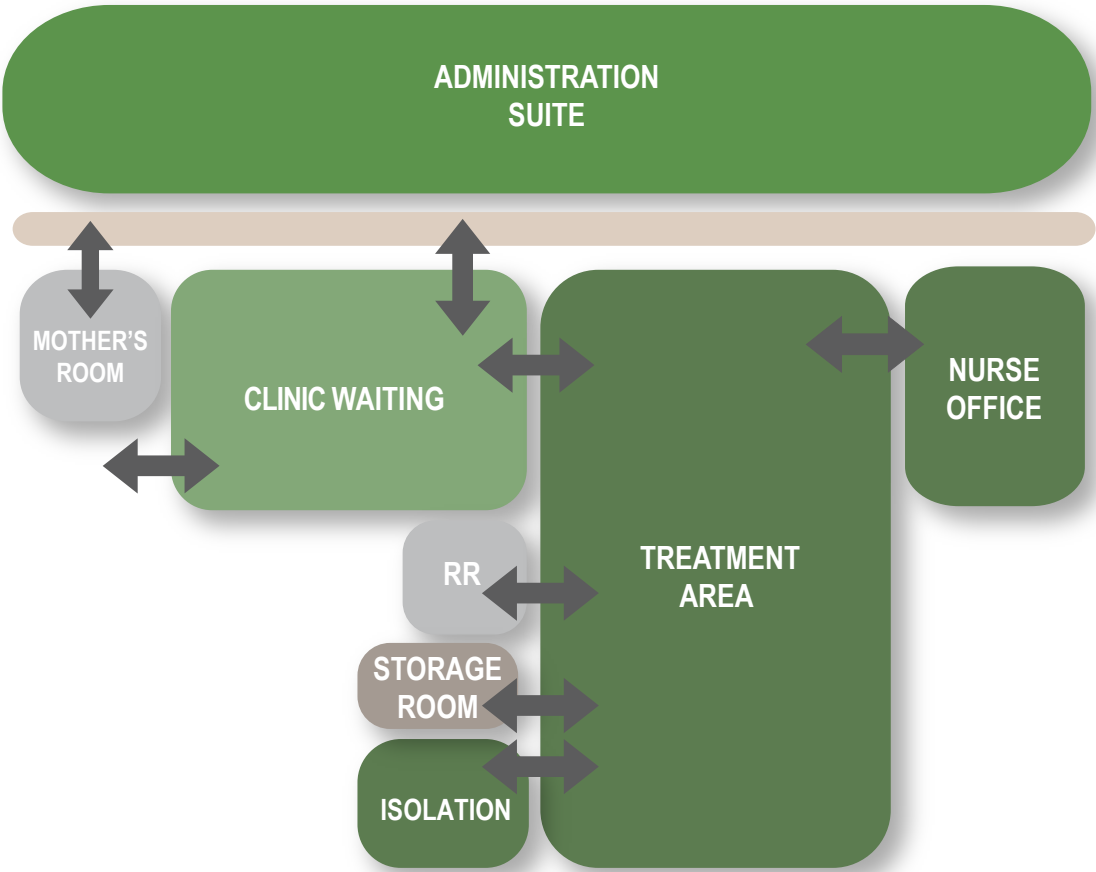 ADMINISTRATION
SUITE
MOTHER'S
ROOM
CLINIC WAITING
NURSE
OFFICE
RR
TREATMENT
AREA
STORAGE
ROOM
ISOLATION